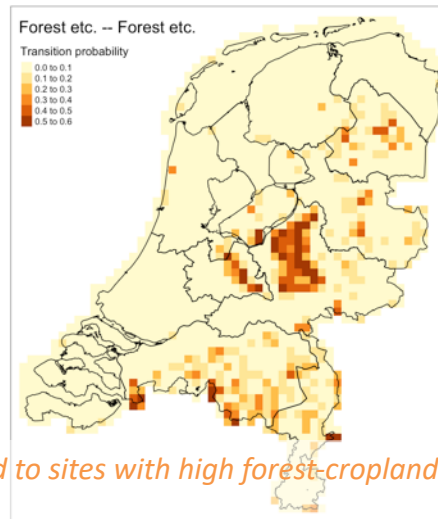 Forest etc. -- Forest etc.
Transition probability
0.0 to 0.1
0.1 to 0.2
0.2 to 0.3
0.3 to 0.4
0.4 to 0.5
0.5 to 0.6
to sites with high forest-cropland